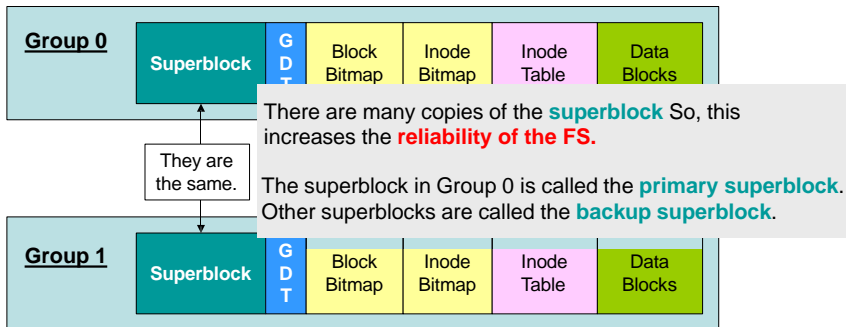 Group 0
Superblock
G
D
T
Block
Bitmap
Inode
Bitmap
Inode
Table
Data
Blocks
There are many copies of the superblock So, this
increases the reliability of the FS.
They are
the same.
The superblock in Group 0 is called the primary superblock.
Other superblocks are called the backup superblock.
Group 1
Superblock
G
D
T
Block
Bitmap
Inode
Bitmap
Inode
Table
Data
Blocks